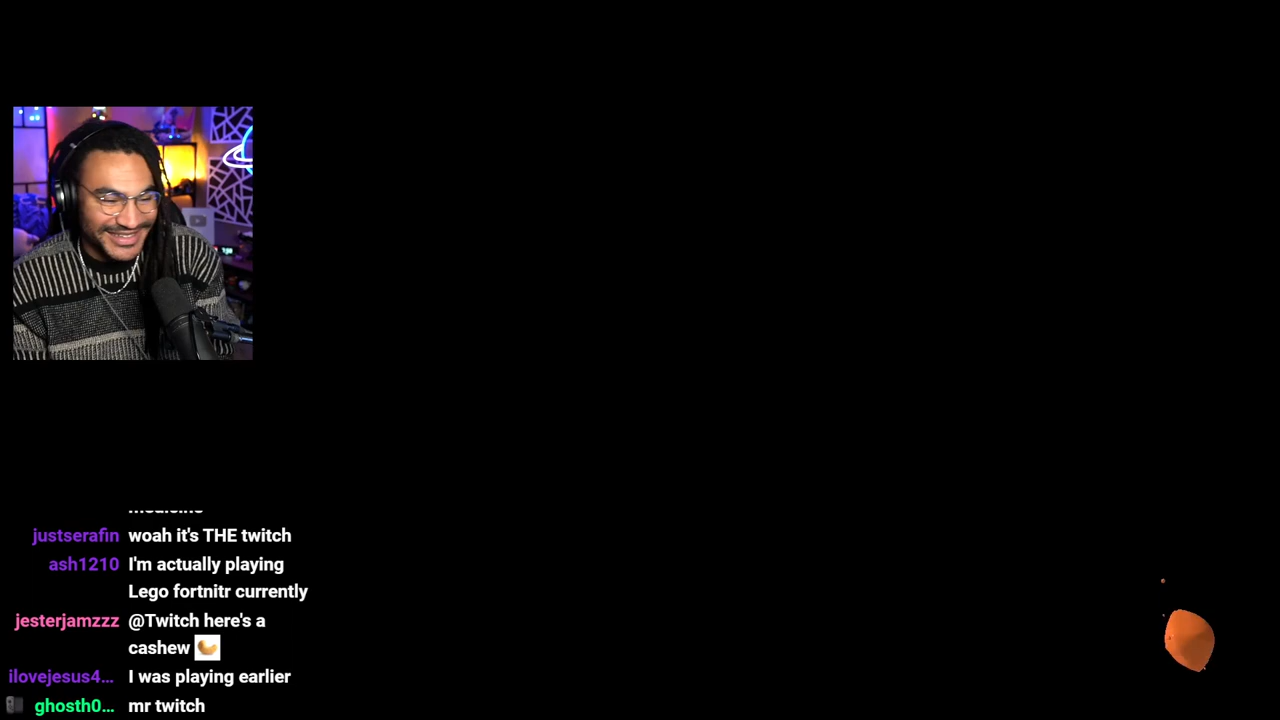 justserafin woah it's THE twitch
ash1210 I'm actually playing
Lego fortnitr currently
jesterjamzzz @Twitch here's a
cashew
ilovejesus4... I was playing earlier
ghosth0... mr twitch